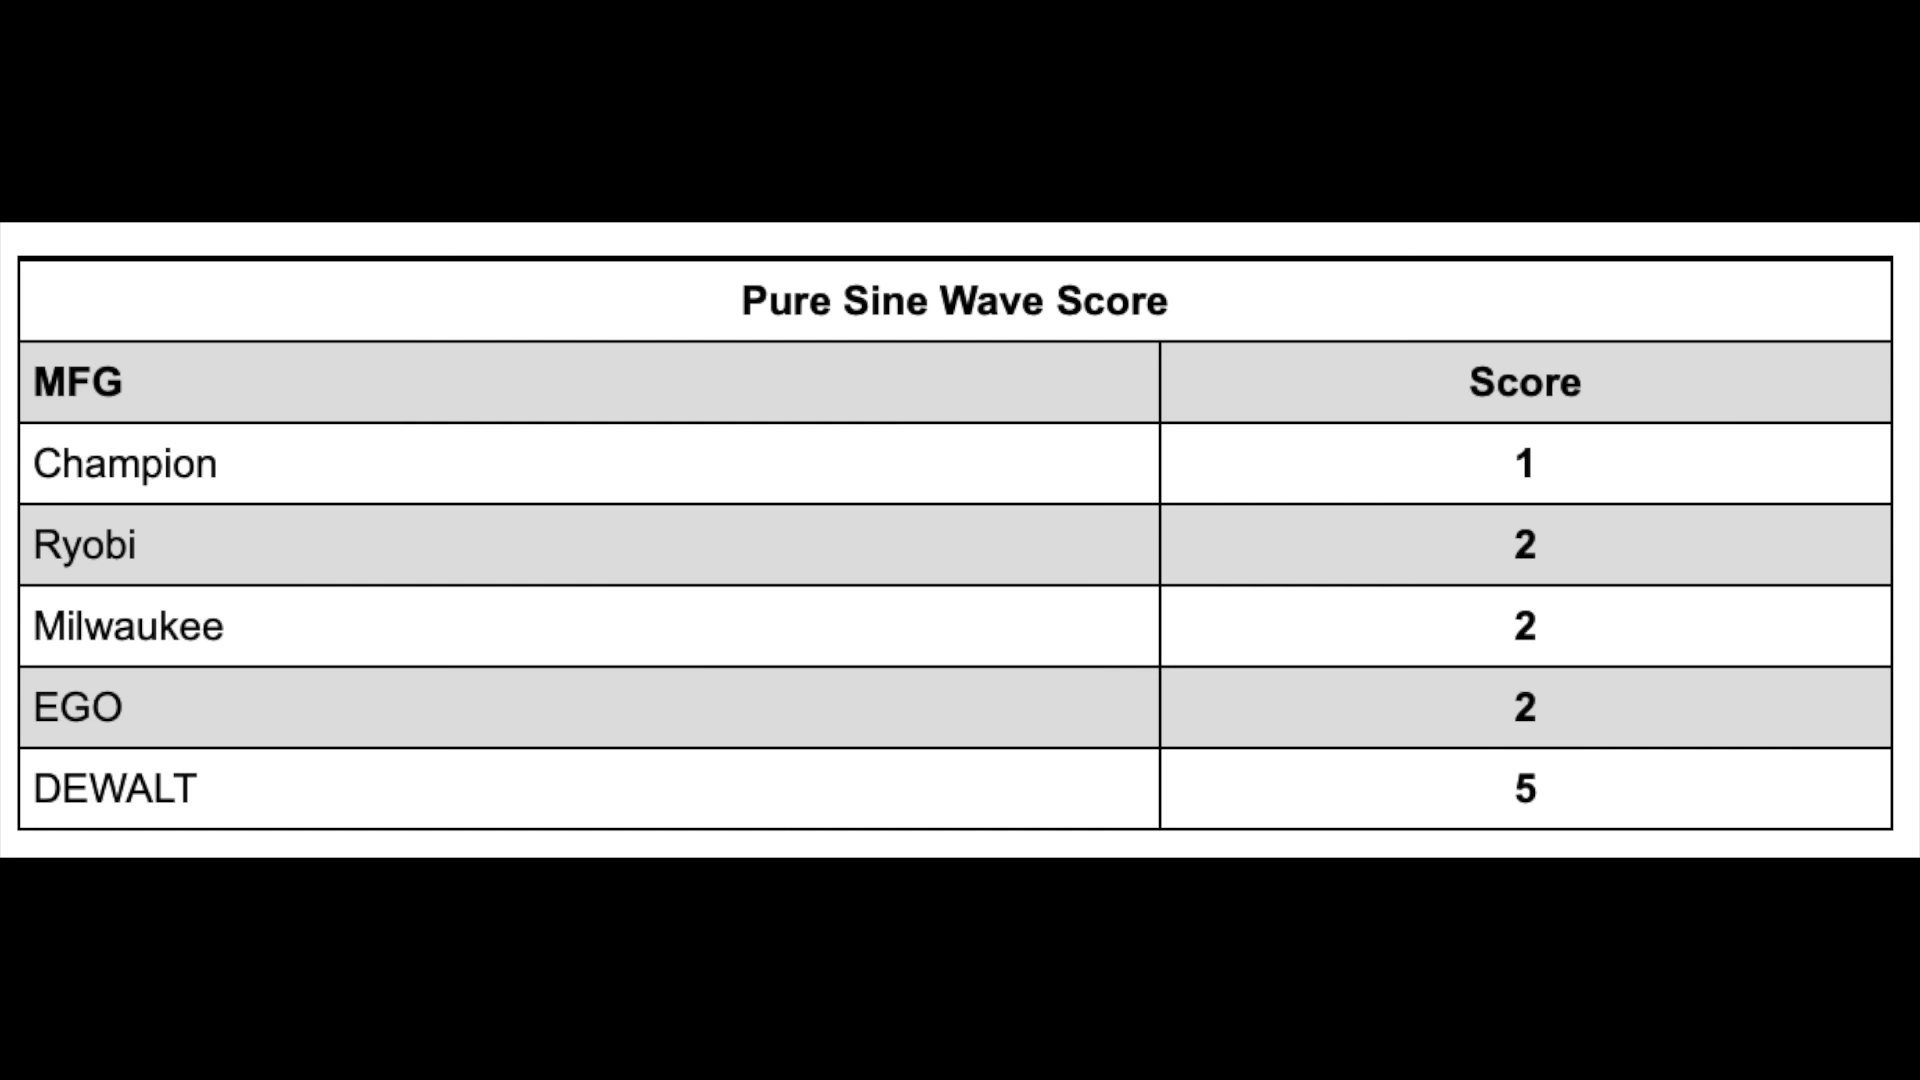 Pure Sine Wave Score
MFG Score
Champion 1
Ryobi 2
Milwaukee 2
EGO 2
DEWALT 5